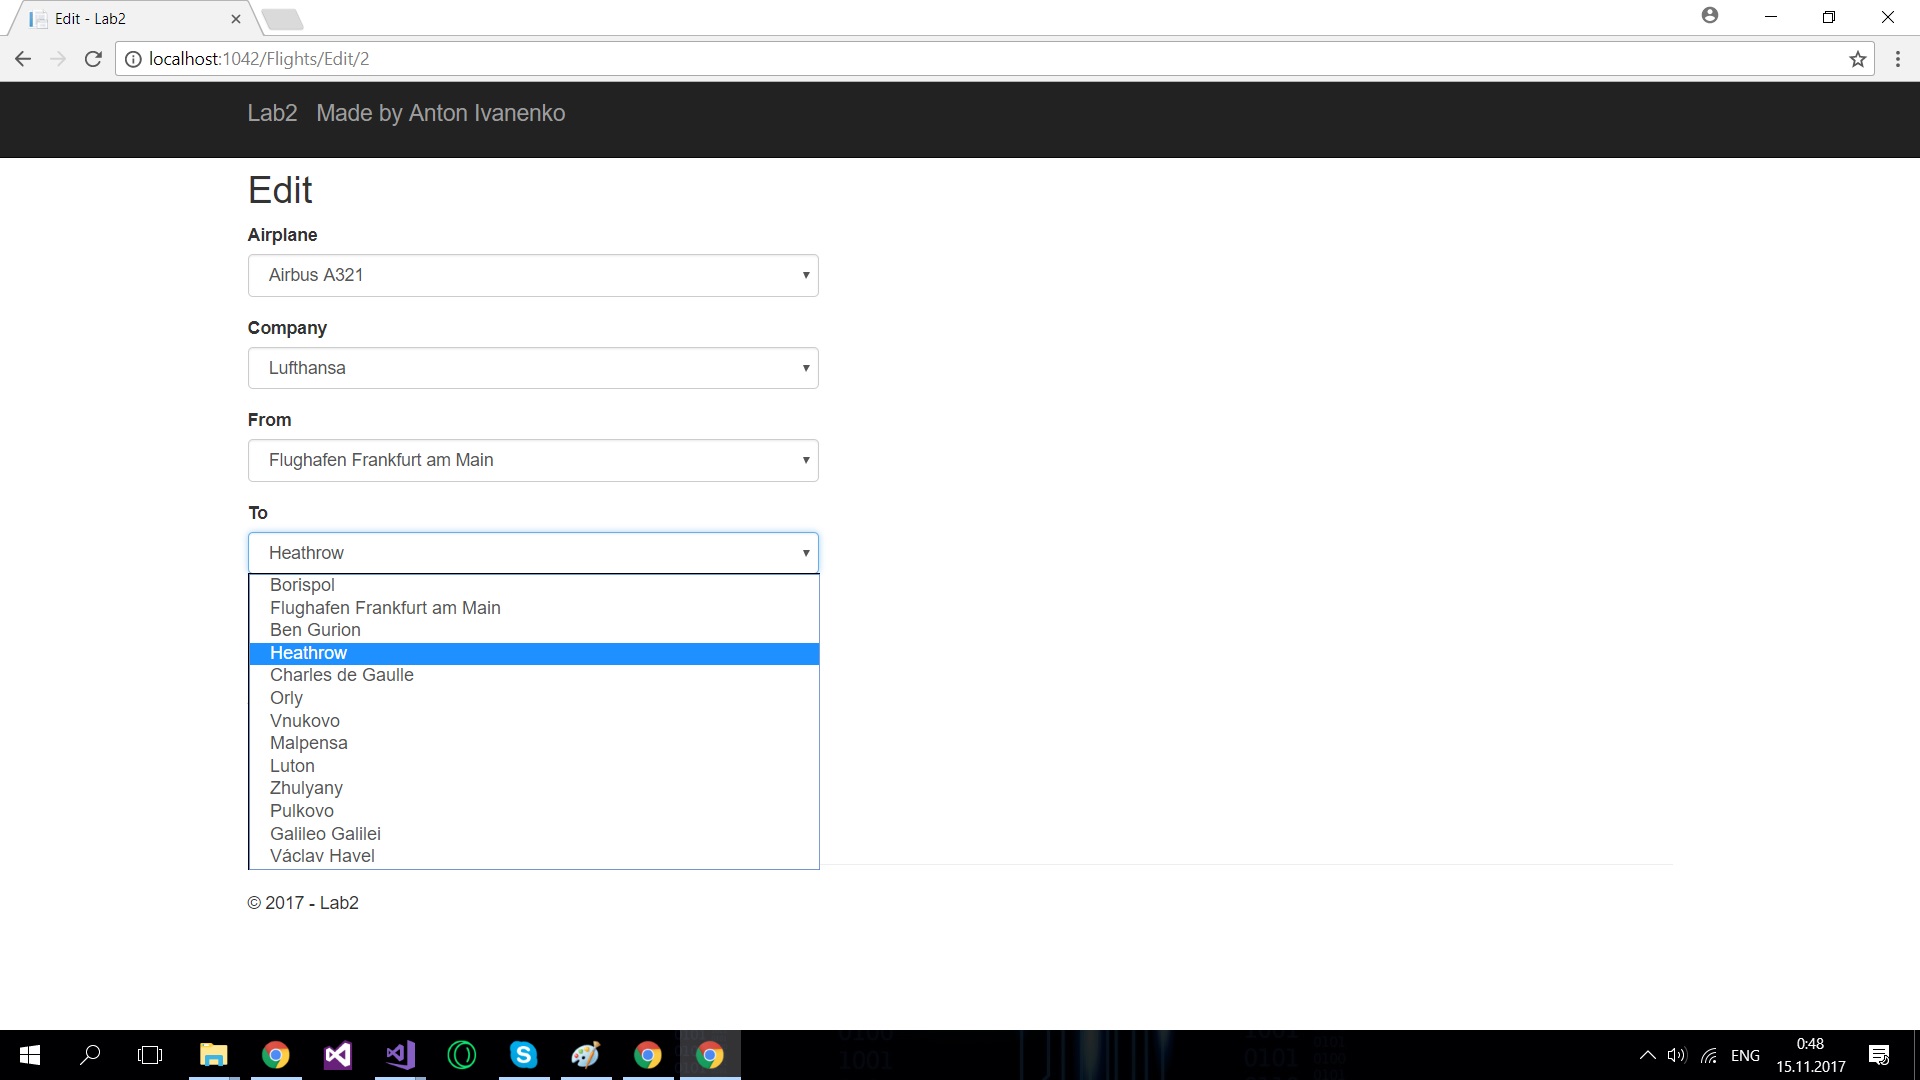 Edit - Lab2
localhost:1042/Flights/Edit/2
Lab2 Made by Anton Ivanenko
Edit
Airplane
Airbus A321
Company
Lufthansa
From
Flughafen Frankfurt am Main
To
Heathrow
Borispol
Flughafen Frankfurt am Main
Ben Gurion
Heathrow
Charles de Gaulle
Orly
Vnukovo
Malpensa
Luton
Zhulyany
Pulkovo
Galileo Galilei
Václav Havel
© 2017 - Lab2
ENG
0:48
15.11.2017